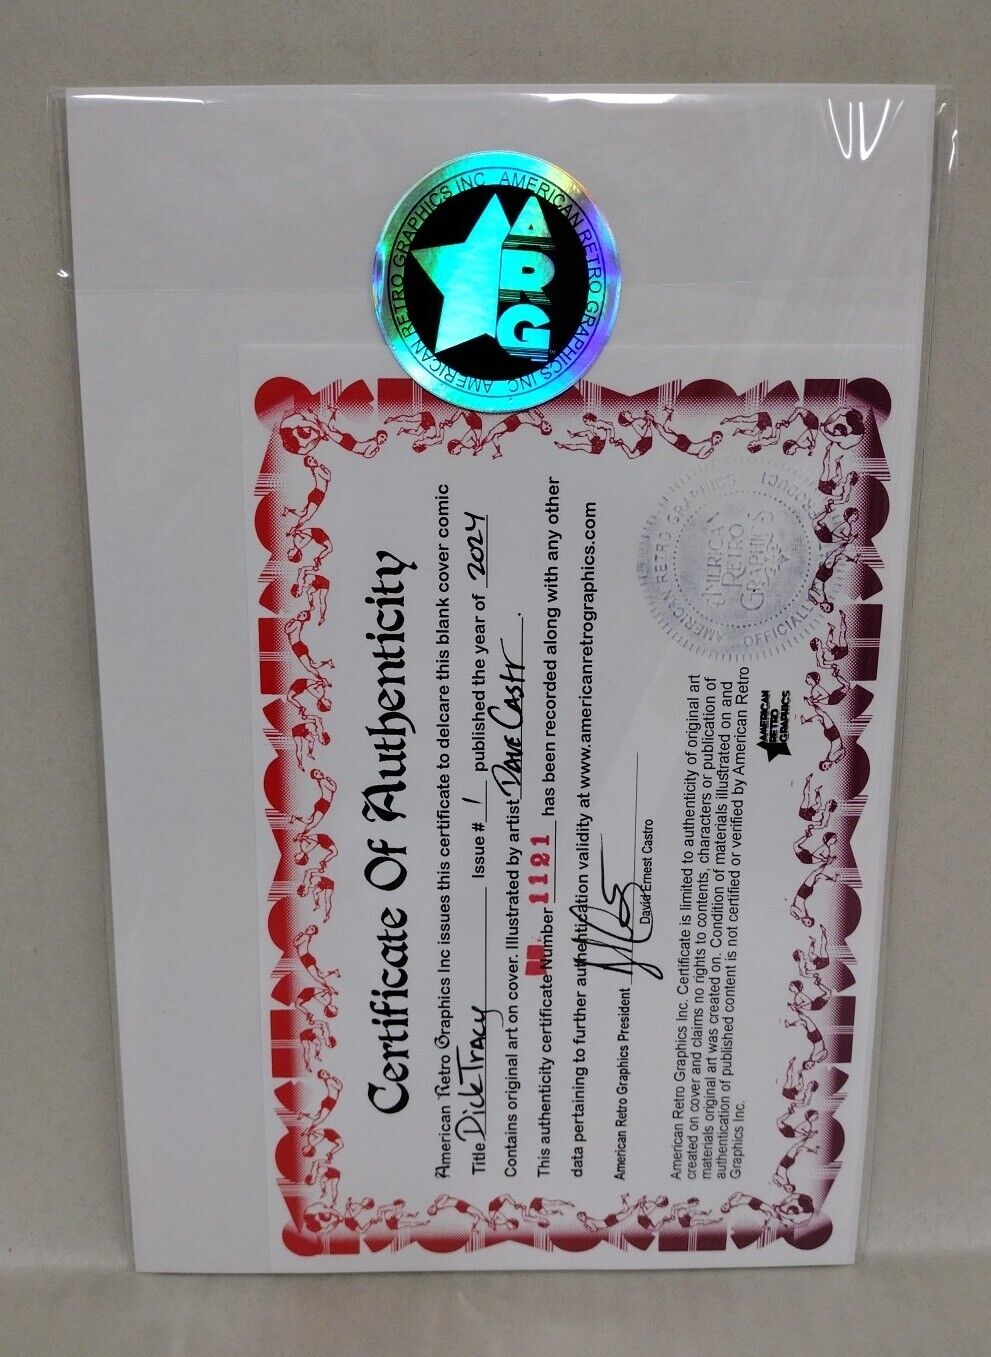 AMERICAN RETRO GRAPHICS INC AMERICAN RETRO GRAPHICS INC
ARG
Certificate Of Authenticity
American Retro Graphics Inc issues this certificate to delcare this blank cover comic
Title Dick Tracy Issue # 1 published the year of 2024
Contains original art on cover. Illustrated by artist Dave Castr.
This authenticity certificate Number 1121 has been recorded along with any other
data pertaining to further authentication validity at www.americanretrographics.com
American Retro Graphics President
David Ernest Castro
American Retro Graphics Inc. Certificate is limited to authenticity of original art
created on cover and claims no rights to contents, characters or publication of
materials original art was created on. Condition of materials illustrated on and
authentication of published content is not certified or verified by American Retro
Graphics Inc.
AMERICAN
RETRO
GRAPHICS
AMERICAN RETRO GRAPHICS PRODUCT OFFICIAL
AMERICAN
RETRO
GRAPHICS